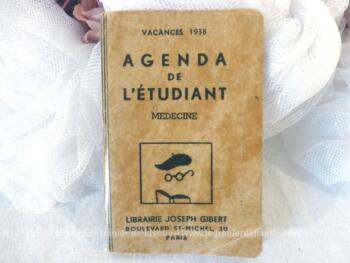 VACANCES 1938
AGENDA
DE
L'ÉTUDIANT
MEDECINE
LIBRAIRIE JOSEPH GIBERT
BOULEVARD ST-MICHEL, 30
PARIS